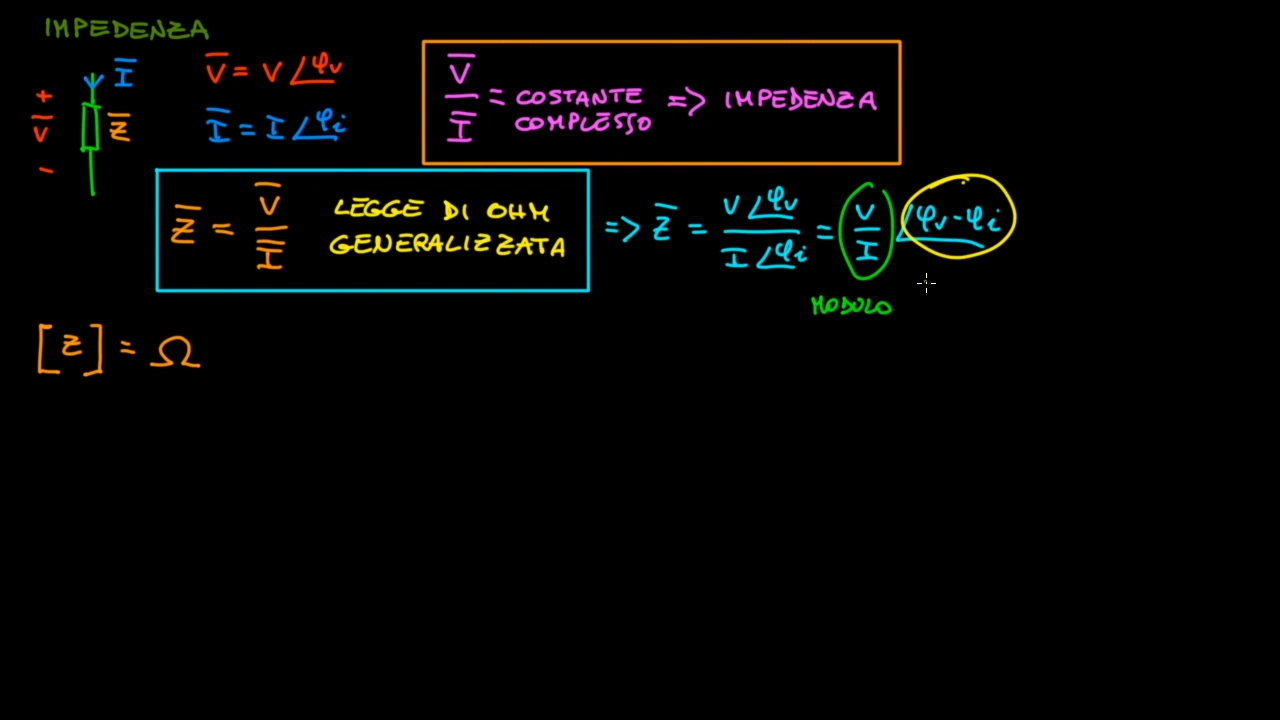 IMPEDENZA
+ V̅ - I̅ Z̅
V̅ = V∠φv
I̅ = I∠φi
V̅/I̅ = COSTANTE COMPLESSO => IMPEDENZA
Z̅ = V̅/I̅ LEGGE DI OHM GENERALIZZATA => Z̅ = V∠φv / I∠φi = V/I ∠φv-φi
MODULO
[Z] = Ω